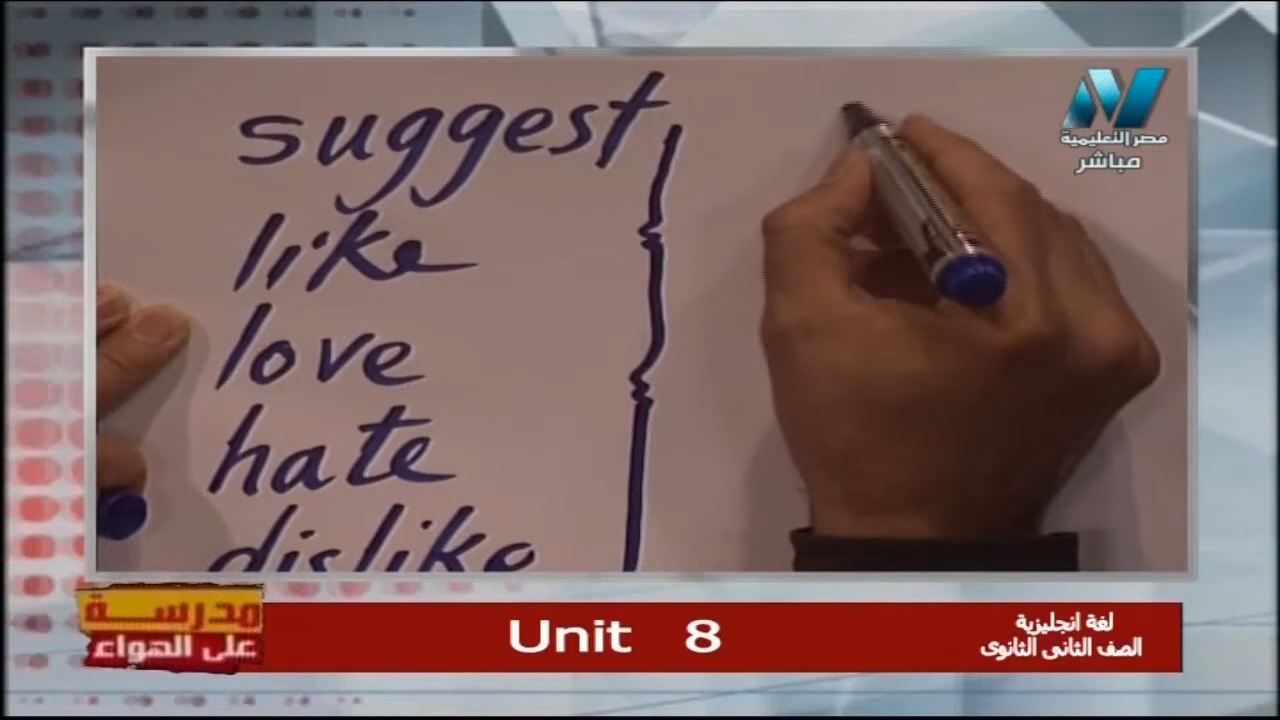 suggest
like
love
hate
dislike
مصر التعليمية
مباشر
مدرسة
على الهواء
Unit 8
لغة انجليزية
الصف الثانى الثانوى